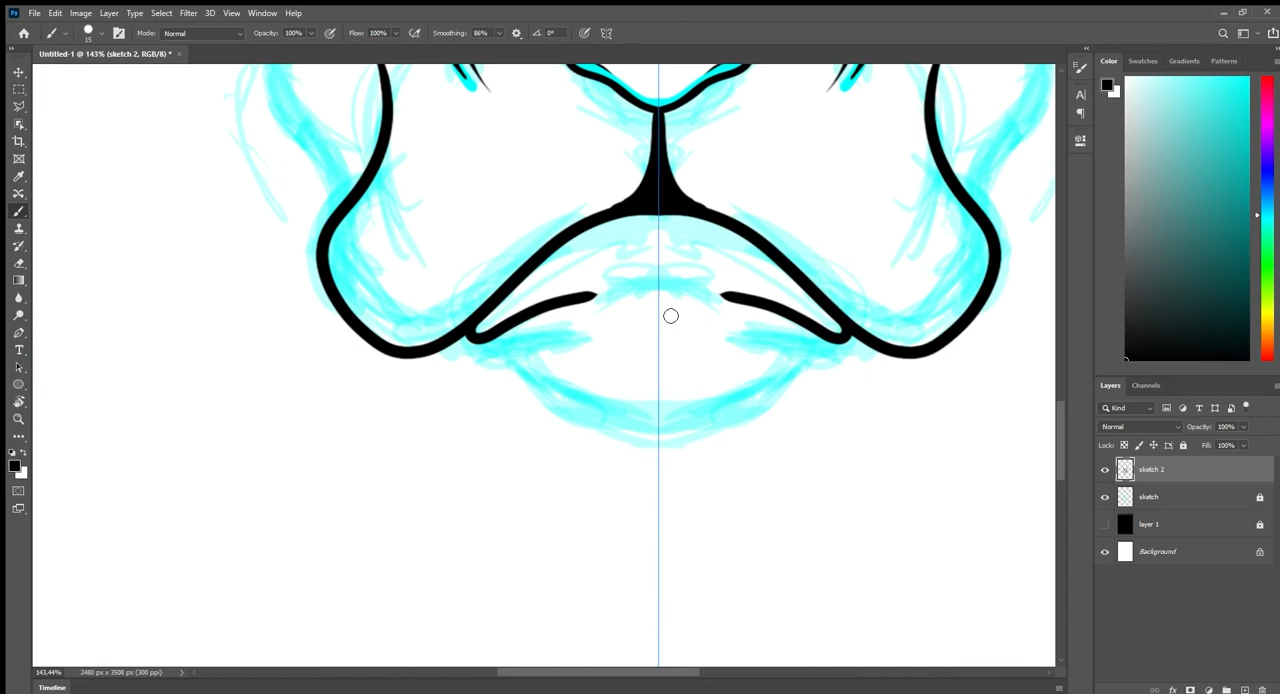 Ps File Edit Image Layer Type Select Filter 3D View Window Help
15 Mode: Normal Opacity: 100% Flow: 100% Smoothing: 86% 0°
Untitled-1 @ 143% (sketch 2, RGB/8) * ×
Color Swatches Gradients Patterns
Layers Channels
Kind
Normal Opacity: 100%
Lock: Fill: 100%
sketch 2
sketch
layer 1
Background
143,44% 2480 px x 3508 px (300 ppi)
Timeline
fx